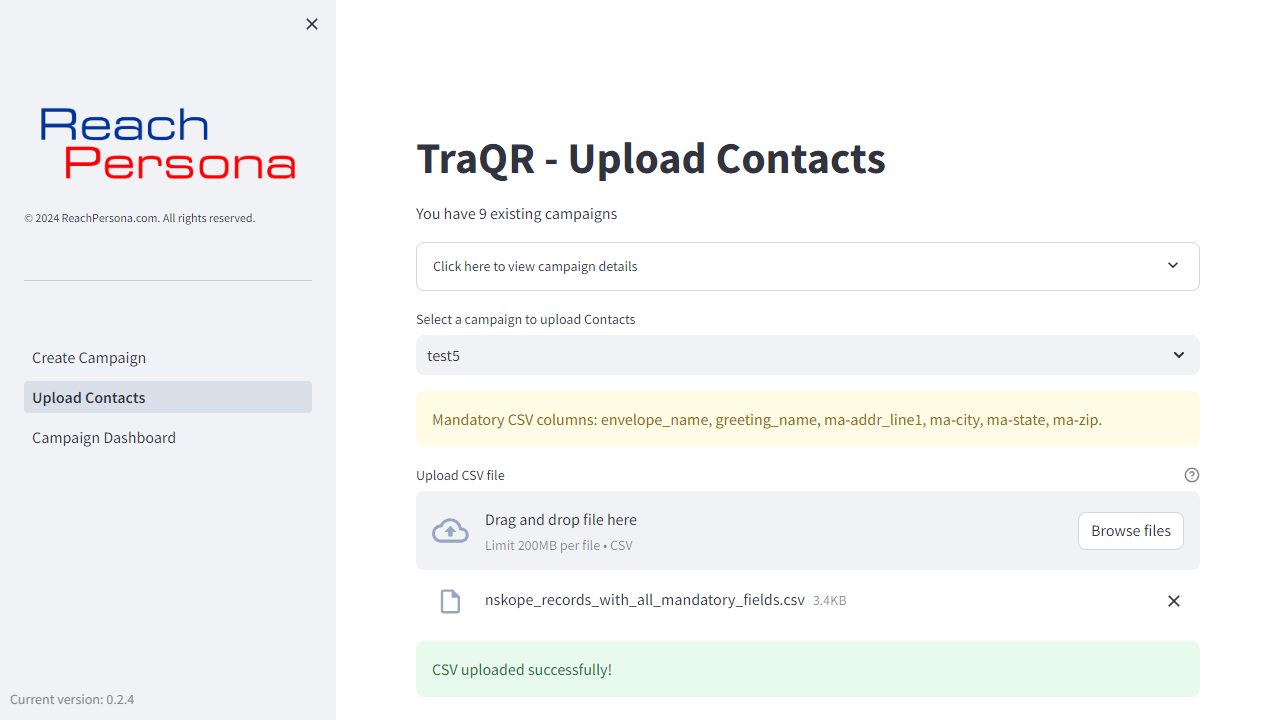 Reach
Persona
© 2024 ReachPersona.com. All rights reserved.
Create Campaign
Upload Contacts
Campaign Dashboard
Current version: 0.2.4
TraQR - Upload Contacts
You have 9 existing campaigns
Click here to view campaign details
Select a campaign to upload Contacts
test5
Mandatory CSV columns: envelope_name, greeting_name, ma-addr_line1, ma-city, ma-state, ma-zip.
Upload CSV file
Drag and drop file here
Limit 200MB per file • CSV
Browse files
nskope_records_with_all_mandatory_fields.csv 3.4KB
CSV uploaded successfully!